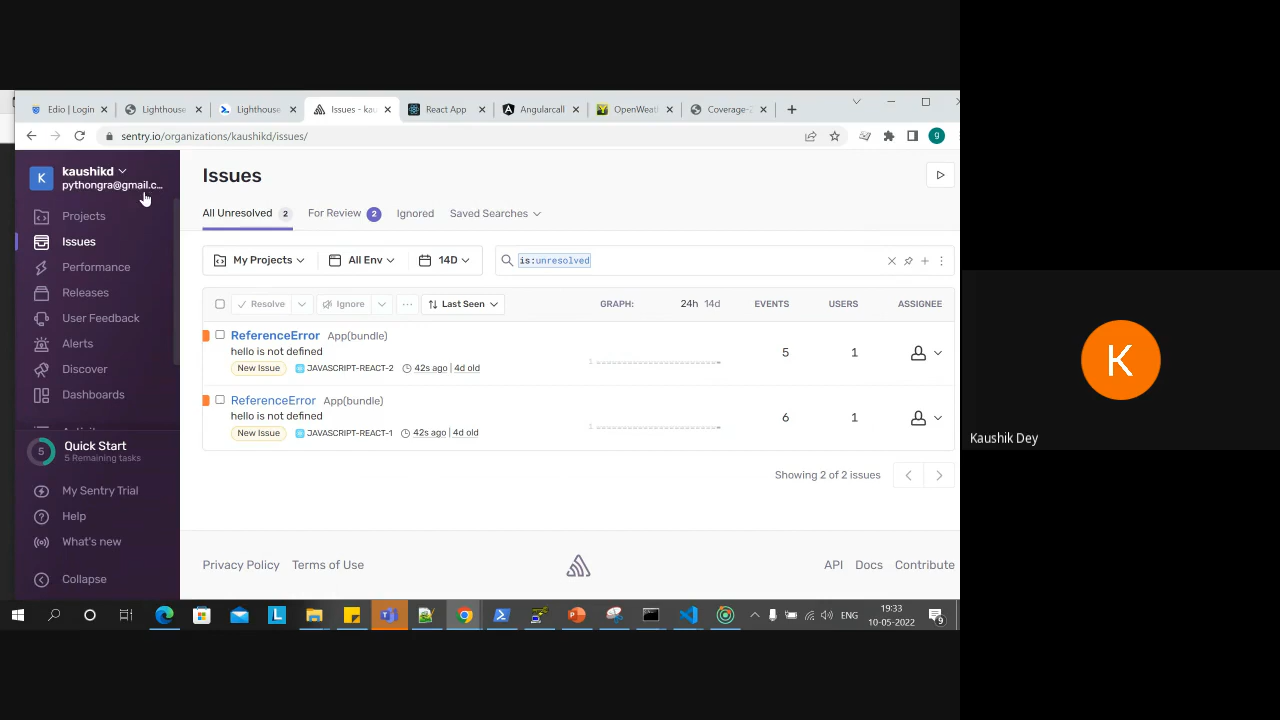 Edio | Login
Lighthouse
Lighthouse
Issues - kau
React App
Angularcall
OpenWeat
Coverage-
sentry.io/organizations/kaushikd/issues/
g
K
kaushikd
pythongra@gmail.c...
Projects
Issues
Performance
Releases
User Feedback
Alerts
Discover
Dashboards
5
Quick Start
5 Remaining tasks
My Sentry Trial
Help
What's new
Collapse
Issues
All Unresolved 2
For Review 2
Ignored
Saved Searches
My Projects
All Env
14D
is:unresolved
Resolve
Ignore
Last Seen
GRAPH: 24h 14d
EVENTS
USERS
ASSIGNEE
ReferenceError App(bundle)
hello is not defined
New Issue JAVASCRIPT-REACT-2 42s ago | 4d old
1
5
1
ReferenceError App(bundle)
hello is not defined
New Issue JAVASCRIPT-REACT-1 42s ago | 4d old
1
6
1
Showing 2 of 2 issues
Privacy Policy
Terms of Use
API
Docs
Contribute
L
ENG
19:33
10-05-2022
9
K
Kaushik Dey